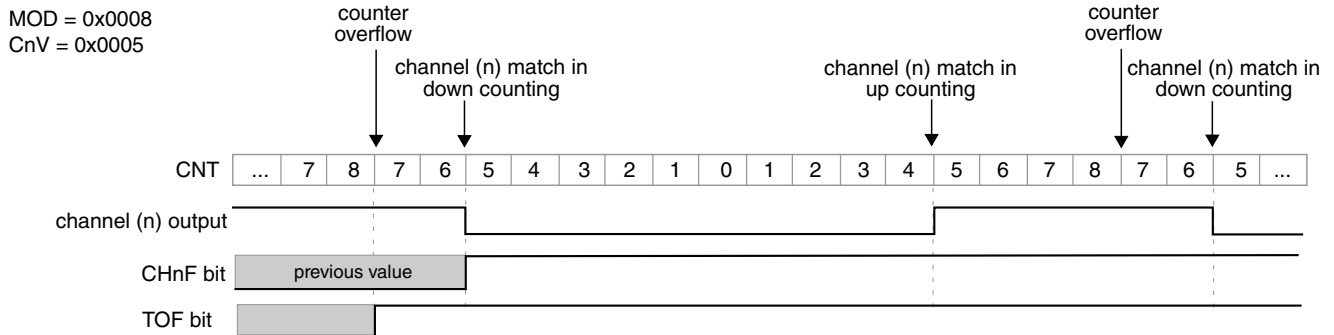 MOD = 0x0008
CnV = 0x0005
counter
overflow
channel (n) match in
down counting
channel (n) match in
up counting
counter
overflow
channel (n) match in
down counting
CNT ... 7 8 7 6 5 4 3 2 1 0 1 2 3 4 5 6 7 8 7 6 5 ...
channel (n) output
CHnF bit previous value
TOF bit